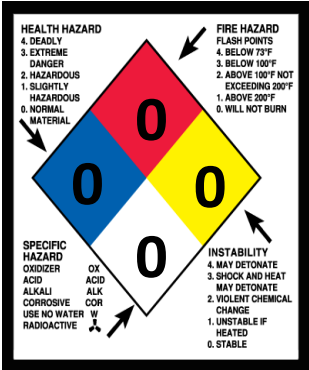 HEALTH HAZARD
4. DEADLY
3. EXTREME
DANGER
2. HAZARDOUS
1. SLIGHTLY
HAZARDOUS
0. NORMAL
MATERIAL
FIRE HAZARD
FLASH POINTS
4. BELOW 73°F
3. BELOW 100°F
2. ABOVE 100°F NOT
EXCEEDING 200°F
1. ABOVE 200°F
0. WILL NOT BURN
0
0
0
0
SPECIFIC
HAZARD
OXIDIZER OX
ACID ACID
ALKALI ALK
CORROSIVE COR
USE NO WATER W
RADIOACTIVE
INSTABILITY
4. MAY DETONATE
3. SHOCK AND HEAT
MAY DETONATE
2. VIOLENT CHEMICAL
CHANGE
1. UNSTABLE IF
HEATED
0. STABLE